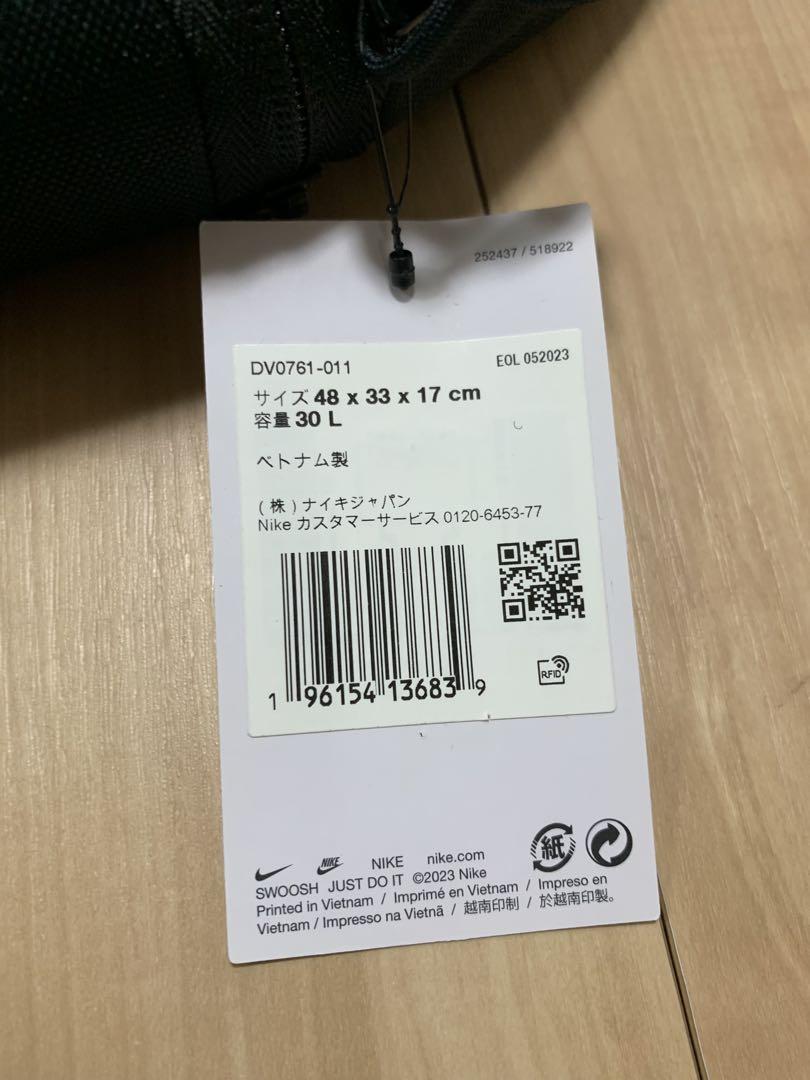 252437 / 518922
DV0761-011
EOL 052023
サイズ 48 x 33 x 17 cm
容量 30 L
ベトナム製
(株)ナイキジャパン
Nike カスタマーサービス 0120-6453-77
1 96154 13683 9
RFID
紙
NIKE NIKE nike.com
SWOOSH JUST DO IT ©2023 Nike
Printed in Vietnam / Imprimé en Vietnam / Impreso en
Vietnam / Impresso na Vietnã / 越南印制 / 於越南印製。